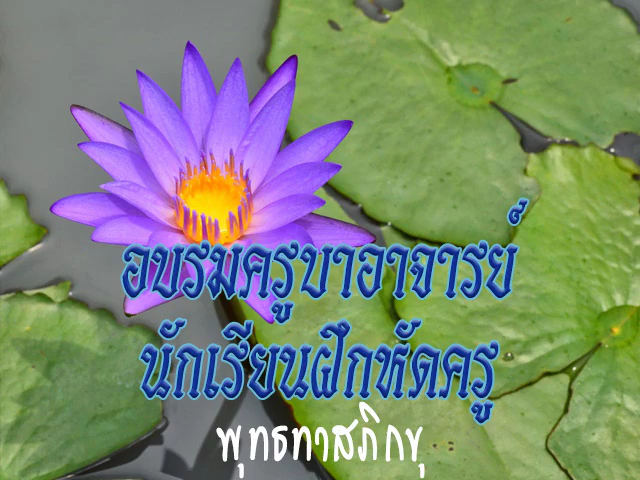 อบรมครูบาอาจารย์
นักเรียนฝึกหัดครู
พุทธทาสภิกขุ